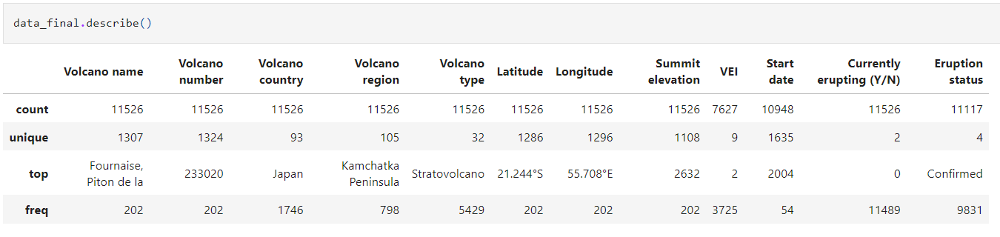 data_final.describe()
Volcano name Volcano number Volcano country Volcano region Volcano type Latitude Longitude Summit elevation VEI Start date Currently erupting (Y/N) Eruption status
count 11526 11526 11526 11526 11526 11526 11526 11526 7627 10948 11526 11117
unique 1307 1324 93 105 32 1286 1296 1108 9 1635 2 4
top Fournaise, Piton de la 233020 Japan Kamchatka Peninsula Stratovolcano 21.244°S 55.708°E 2632 2 2004 0 Confirmed
freq 202 202 1746 798 5429 202 202 202 3725 54 11489 9831